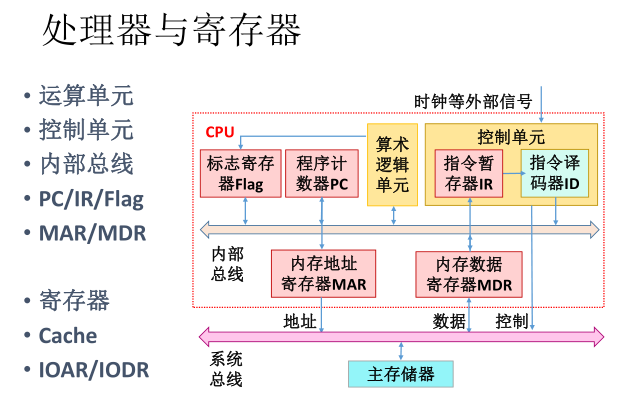 处理器与寄存器
• 运算单元
• 控制单元
• 内部总线
• PC/IR/Flag
• MAR/MDR
• 寄存器
• Cache
• IOAR/IODR
时钟等外部信号
CPU
标志寄存
器Flag
程序计
数器PC
算术
逻辑
单元
控制单元
指令暂
存器IR
指令译
码器ID
内部
总线
内存地址
寄存器MAR
内存数据
寄存器MDR
地址
数据
控制
系统
总线
主存储器